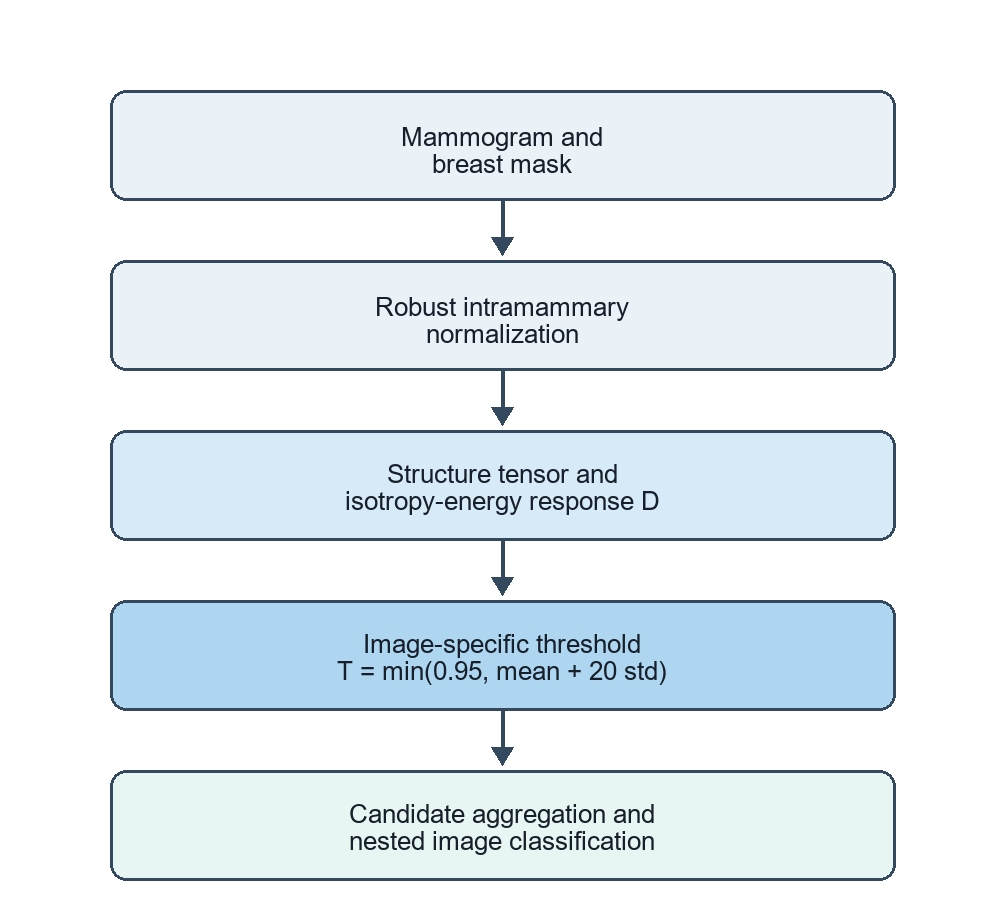 Mammogram and
breast mask
Robust intramammary
normalization
Structure tensor and
isotropy-energy response D
Image-specific threshold
T = min(0.95, mean + 20 std)
Candidate aggregation and
nested image classification